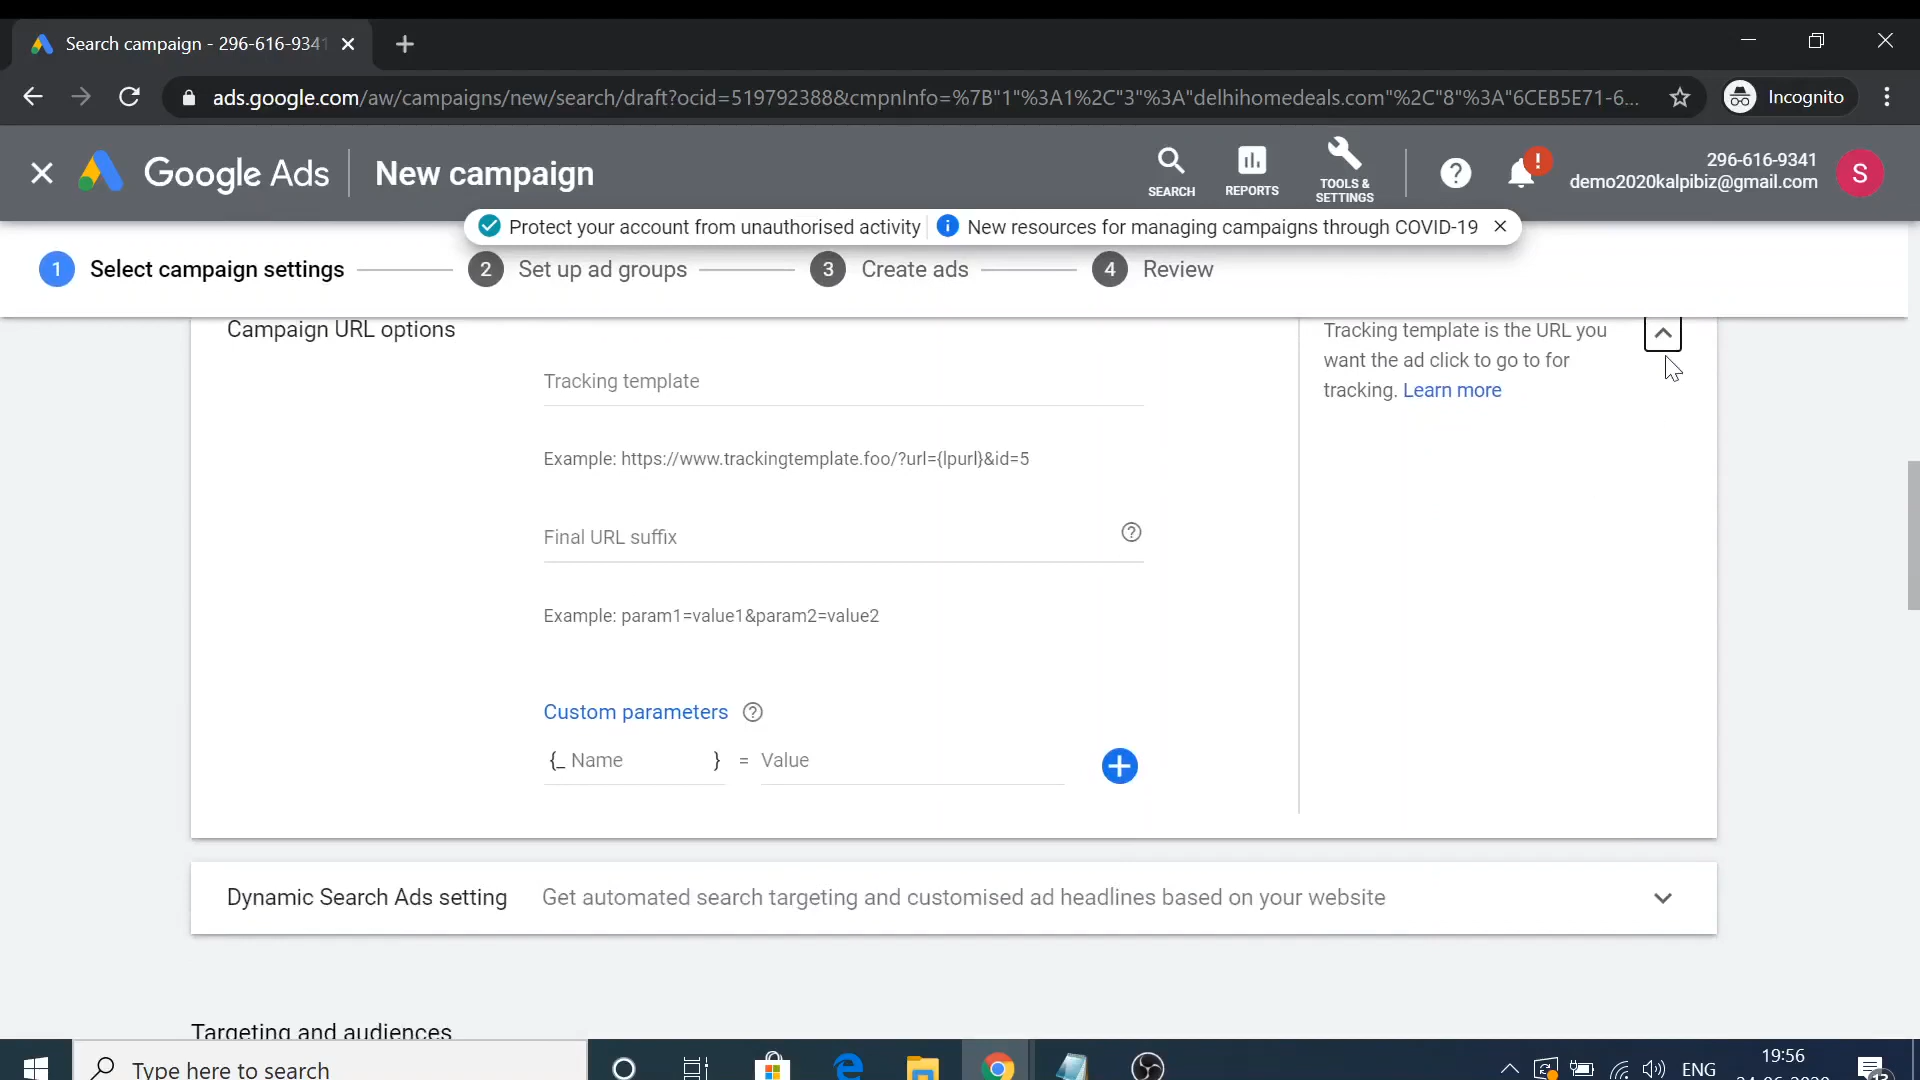 Search campaign - 296-616-9341
ads.google.com/aw/campaigns/new/search/draft?ocid=519792388&cmpnInfo=%7B"1"%3A1%2C"3"%3A"delhihomedeals.com"%2C"8"%3A"6CEB5E71-6...
Incognito
Google Ads
New campaign
SEARCH
REPORTS
TOOLS &
SETTINGS
?
!
296-616-9341
demo2020kalpibiz@gmail.com
S
Protect your account from unauthorised activity
New resources for managing campaigns through COVID-19
1 Select campaign settings
2 Set up ad groups
3 Create ads
4 Review
Campaign URL options
Tracking template
Example: https://www.trackingtemplate.foo/?url={lpurl}&id=5
Final URL suffix
Example: param1=value1&param2=value2
Custom parameters
{_ Name } = Value
Tracking template is the URL you
want the ad click to go to for
tracking. Learn more
Dynamic Search Ads setting
Get automated search targeting and customised ad headlines based on your website
Targeting and audiences
Type here to search
ENG
19:56